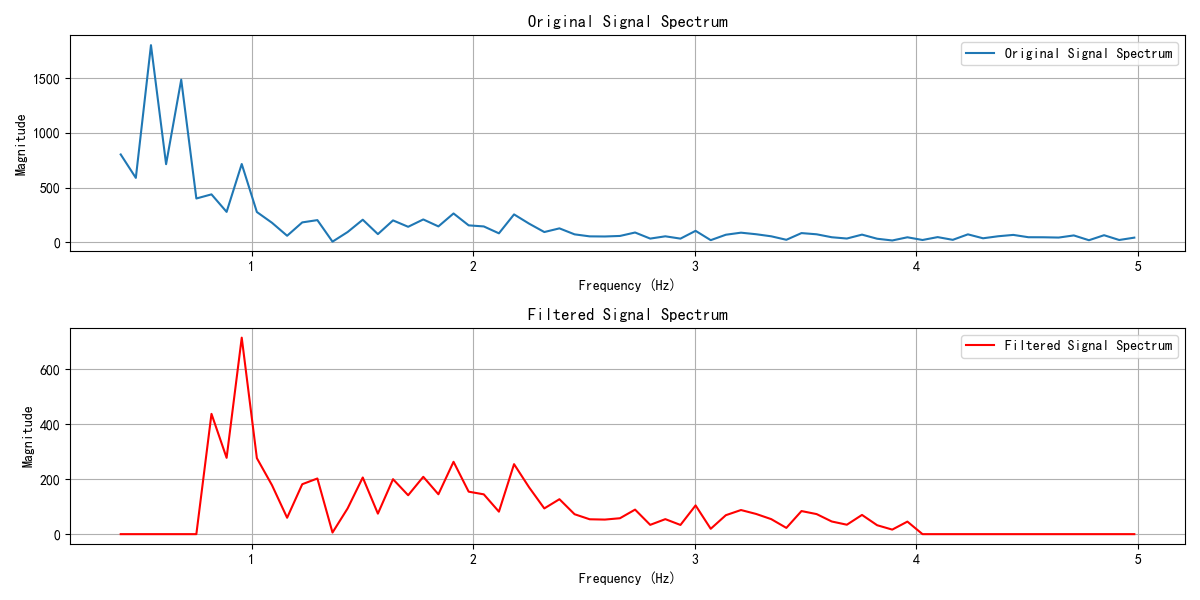 Original Signal Spectrum
Original Signal Spectrum
Magnitude
1500
1000
500
0
1 2 3 4 5
Frequency (Hz)
Filtered Signal Spectrum
Filtered Signal Spectrum
Magnitude
600
400
200
0
1 2 3 4 5
Frequency (Hz)